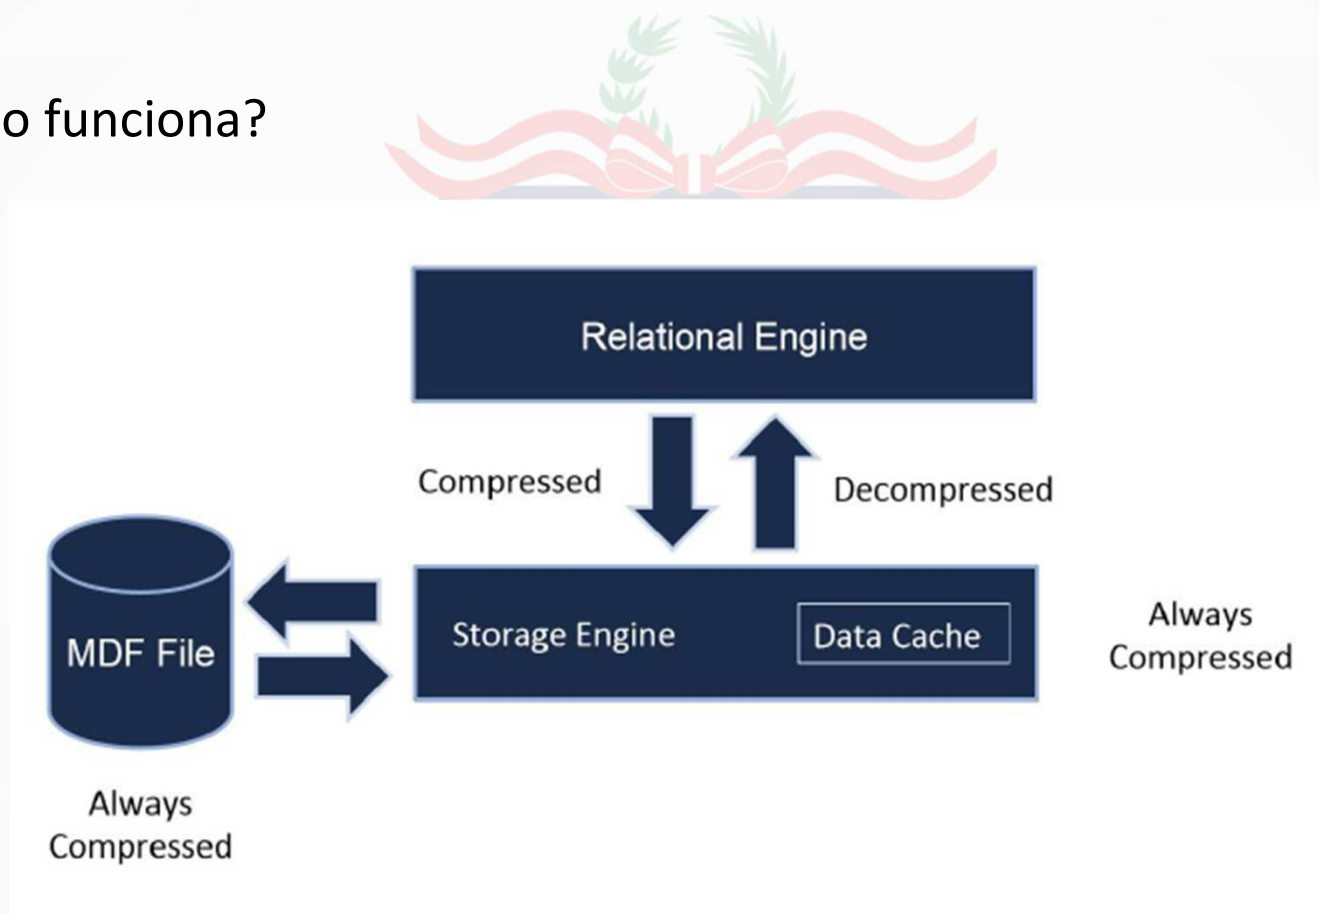 o funciona?
Relational Engine
Compressed
Decompressed
MDF File
Storage Engine
Data Cache
Always
Compressed
Always
Compressed